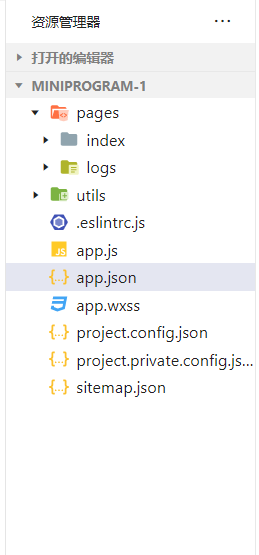 资源管理器
打开的编辑器
MINIPROGRAM-1
pages
index
logs
utils
.eslintrc.js
JS app.js
{..} app.json
app.wxss
{..} project.config.json
{..} project.private.config.js...
{..} sitemap.json